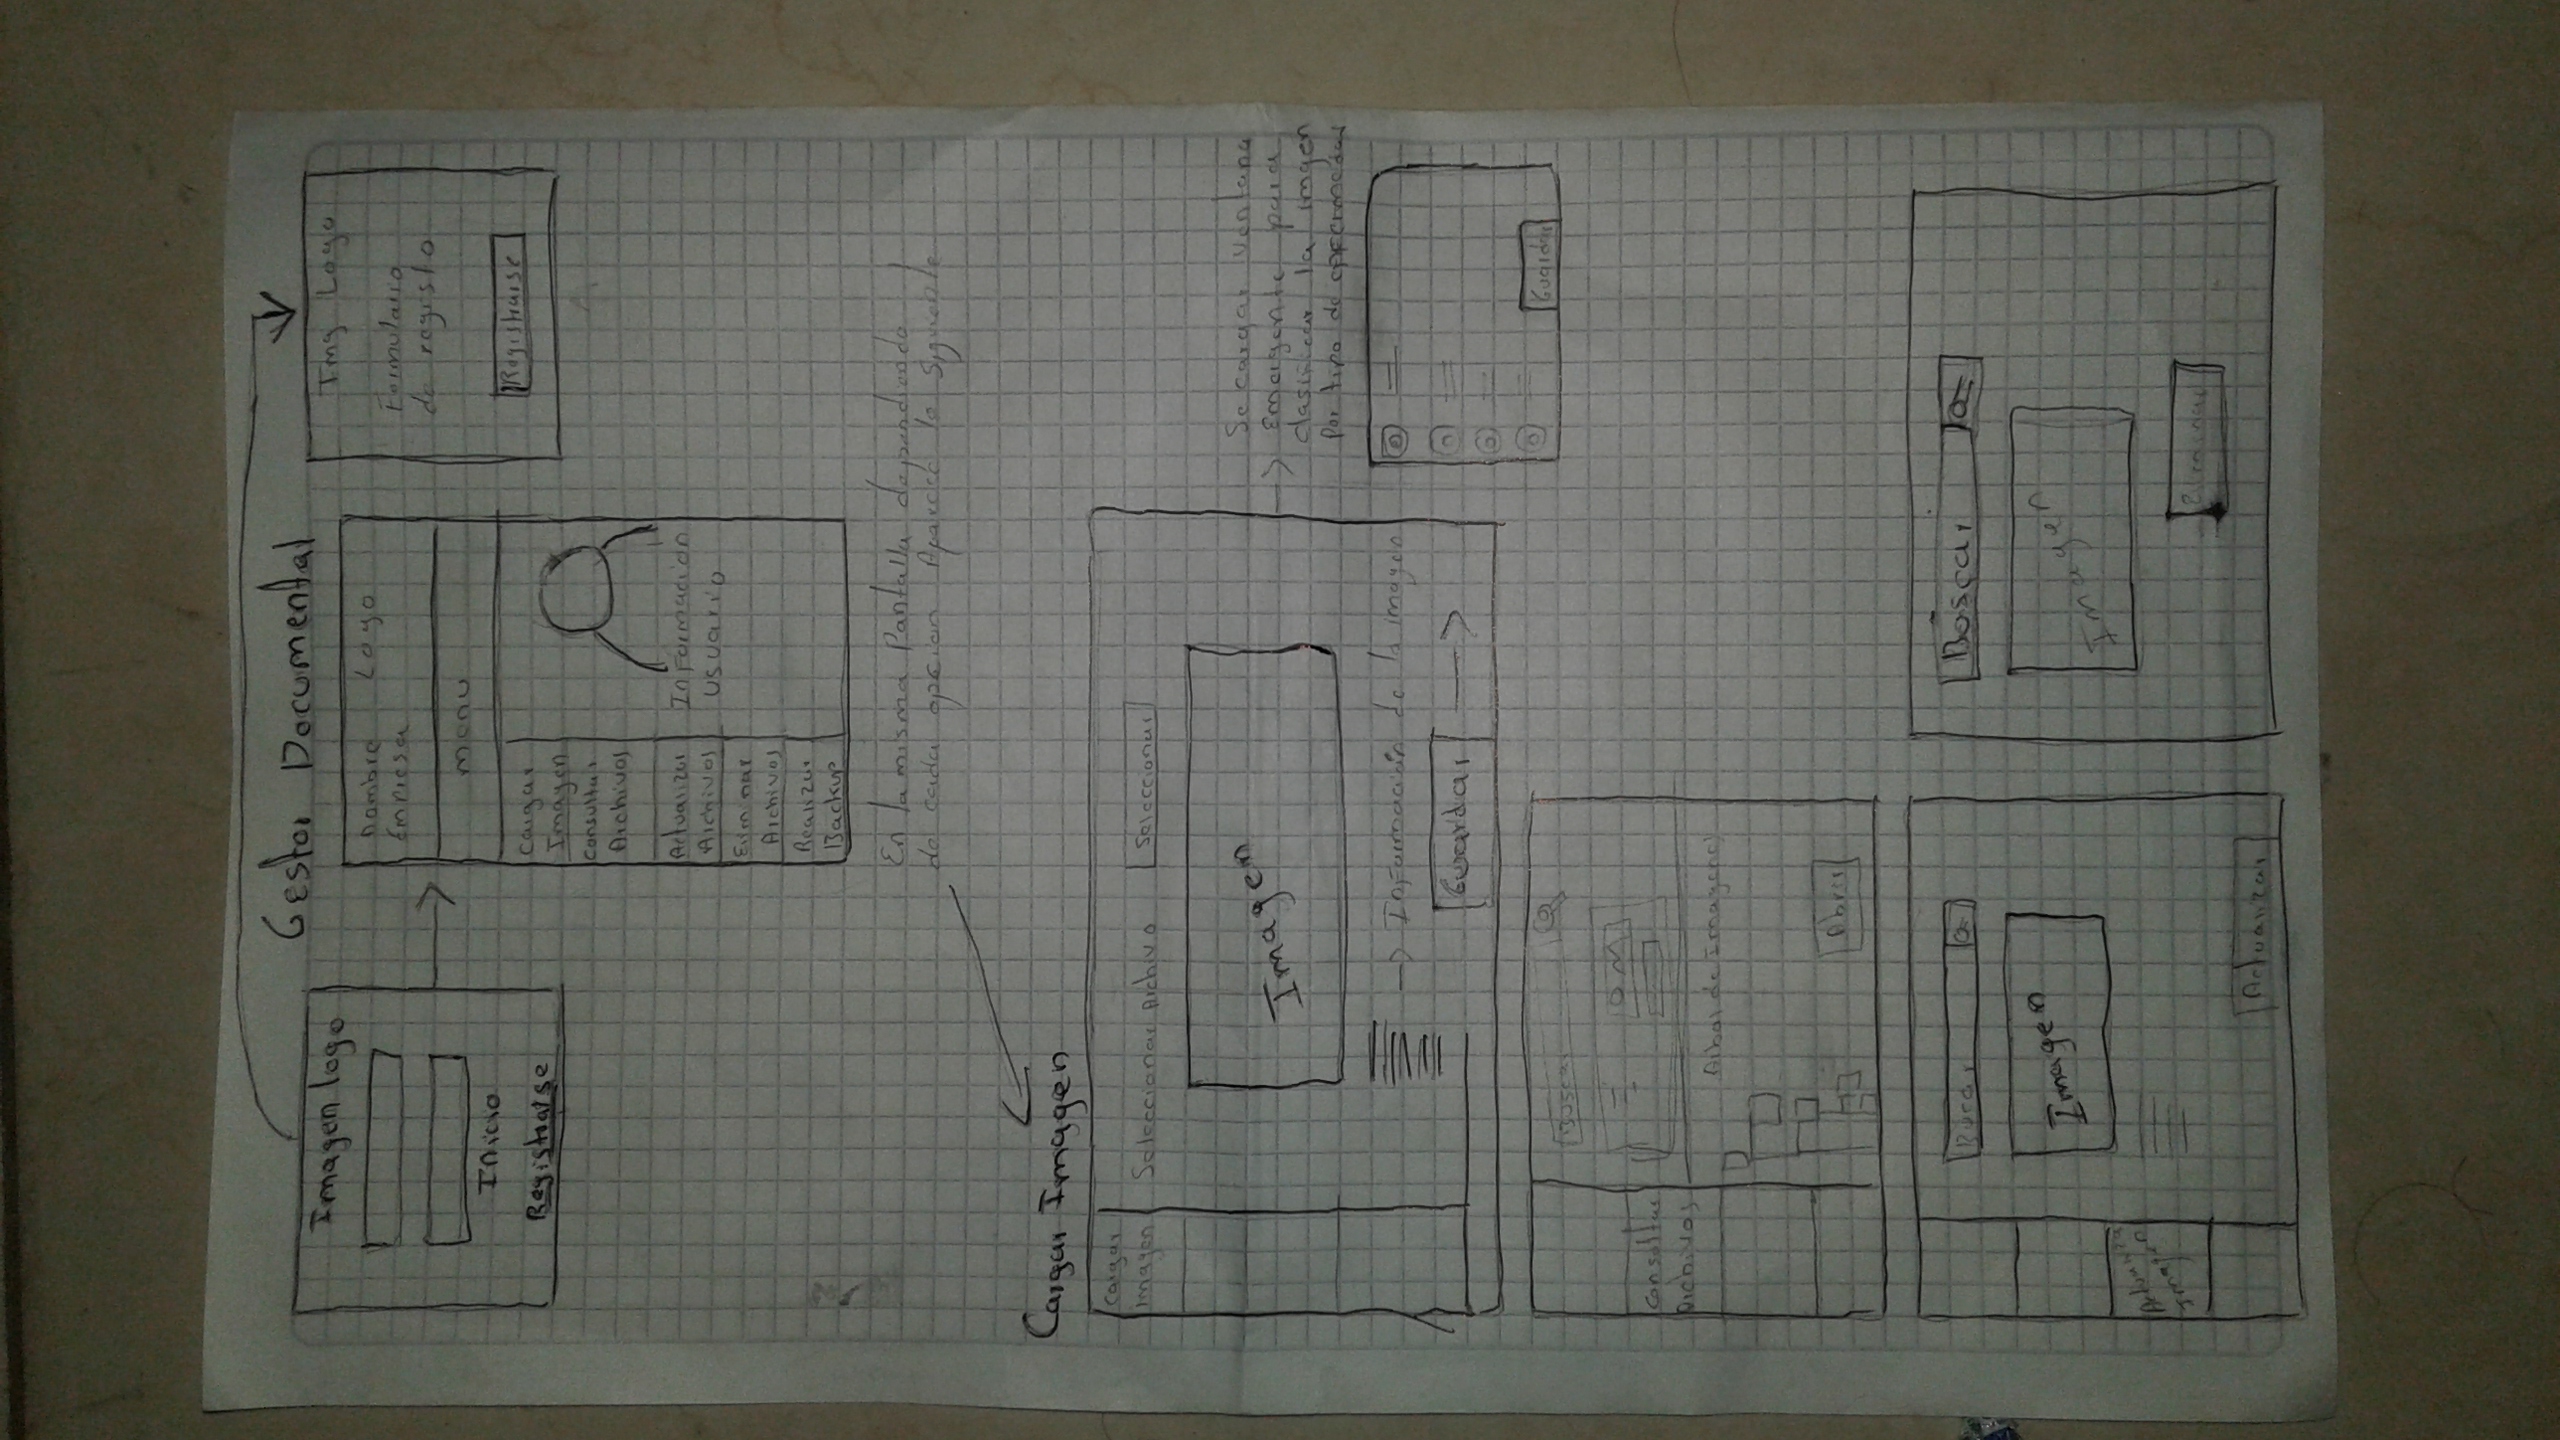 Gestor Documental
Imagen logo
Inicio
Registrarse
nombre Logo
Empresa
menu
Cargar
Imagen
Consultar
Archivos
Actualizar
Archivos
Eliminar
Archivos
Realizar
Backup
Información
usuario
Img Logo
Formulario
de registo
Registrarse
En la misma Pantalla dependiendo
de cada opcion Aparece lo Siguiente
Cargar Imagen
Cargar
imagen
Seleccionar Archivo Seleccionar
Imagen
Información de la imagen
Guardar
Se cargar ventana
Emergente para
clasificar la imgen
Por tipo de
Guardar
Buscar
Consultar
Archivos
Arbol de Imagenes
Abrir
Buscar
Imagen
Actualizar
Imagen
Actualizar
Buscar
Imagen
Eliminar